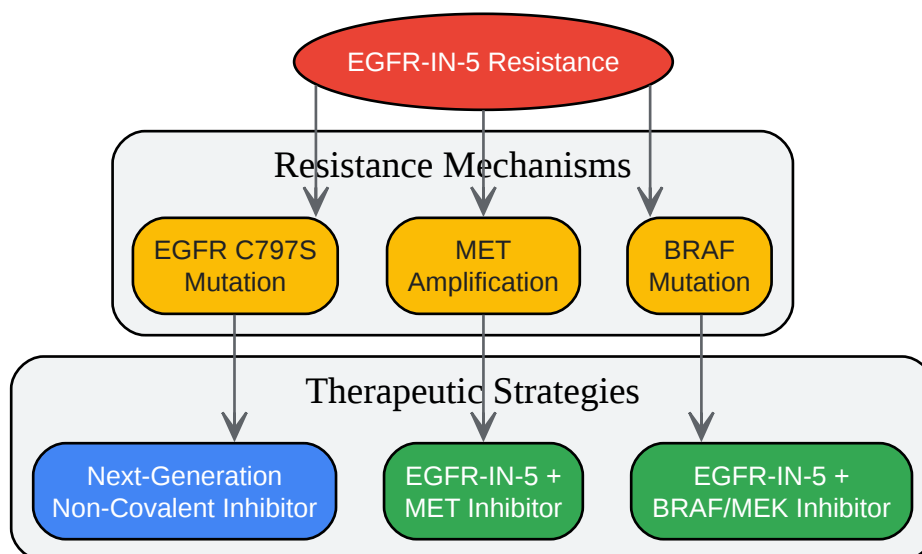 EGFR-IN-5 Resistance
Resistance Mechanisms
EGFR C797S
Mutation
MET
Amplification
BRAF
Mutation
Therapeutic Strategies
Next-Generation
Non-Covalent Inhibitor
EGFR-IN-5 +
MET Inhibitor
EGFR-IN-5 +
BRAF/MEK Inhibitor